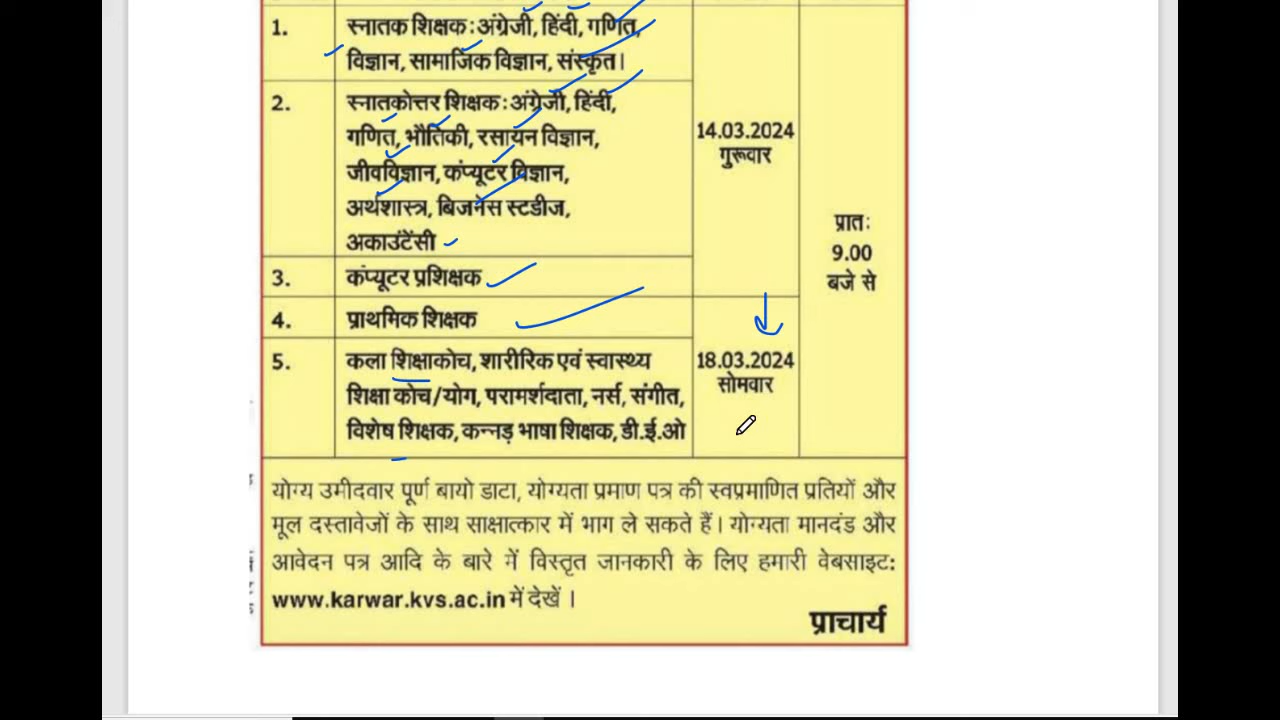 1. स्नातक शिक्षक : अंग्रेजी, हिंदी, गणित,
विज्ञान, सामाजिक विज्ञान, संस्कृत।
2. स्नातकोत्तर शिक्षक : अंग्रेजी, हिंदी,
गणित, भौतिकी, रसायन विज्ञान,
जीवविज्ञान, कंप्यूटर विज्ञान,
अर्थशास्त्र, बिजनेस स्टडीज,
अकाउंटेंसी
14.03.2024
गुरूवार
3. कंप्यूटर प्रशिक्षक
4. प्राथमिक शिक्षक
5. कला शिक्षाकोच, शारीरिक एवं स्वास्थ्य
शिक्षा कोच/योग, परामर्शदाता, नर्स, संगीत,
विशेष शिक्षक, कन्नड़ भाषा शिक्षक, डी.ई.ओ
18.03.2024
सोमवार
प्रातः
9.00
बजे से
योग्य उमीदवार पूर्ण बायो डाटा, योग्यता प्रमाण पत्र की स्वप्रमाणित प्रतियों और
मूल दस्तावेजों के साथ साक्षात्कार में भाग ले सकते हैं। योग्यता मानदंड और
आवेदन पत्र आदि के बारे में विस्तृत जानकारी के लिए हमारी वेबसाइट:
www.karwar.kvs.ac.in में देखें।
प्राचार्य